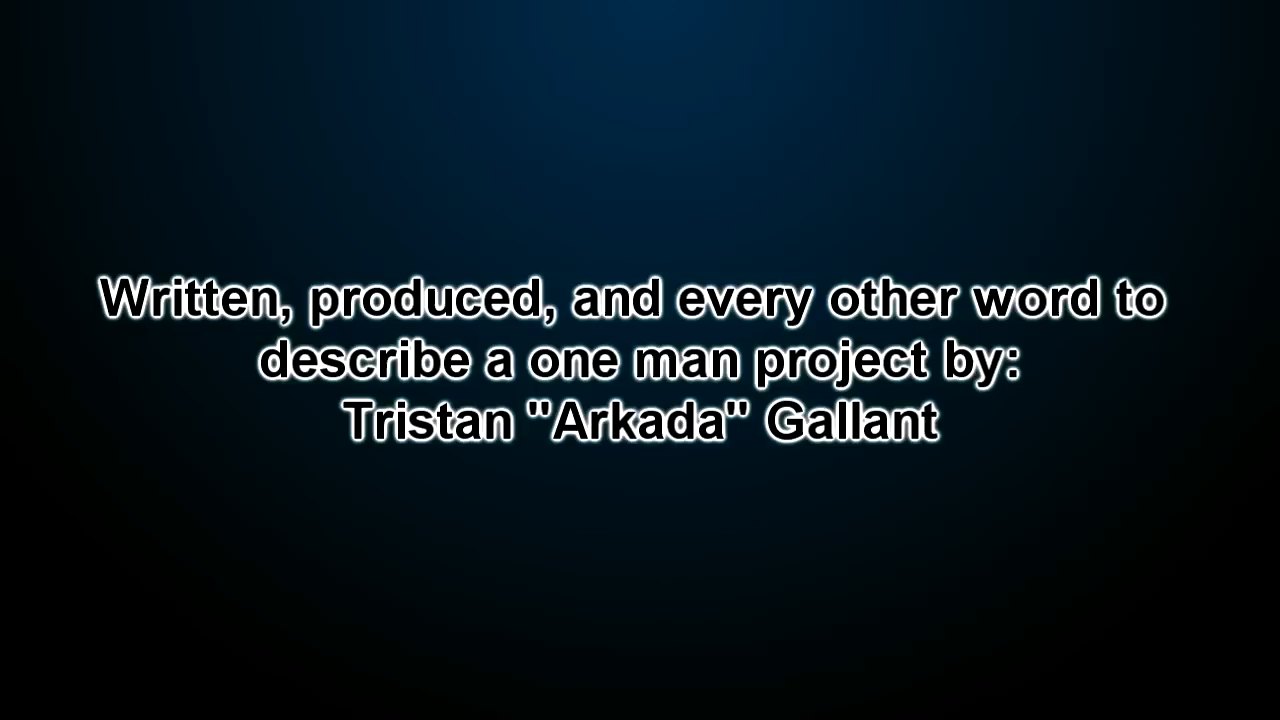 Written, produced, and every other word to
describe a one man project by:
Tristan "Arkada" Gallant